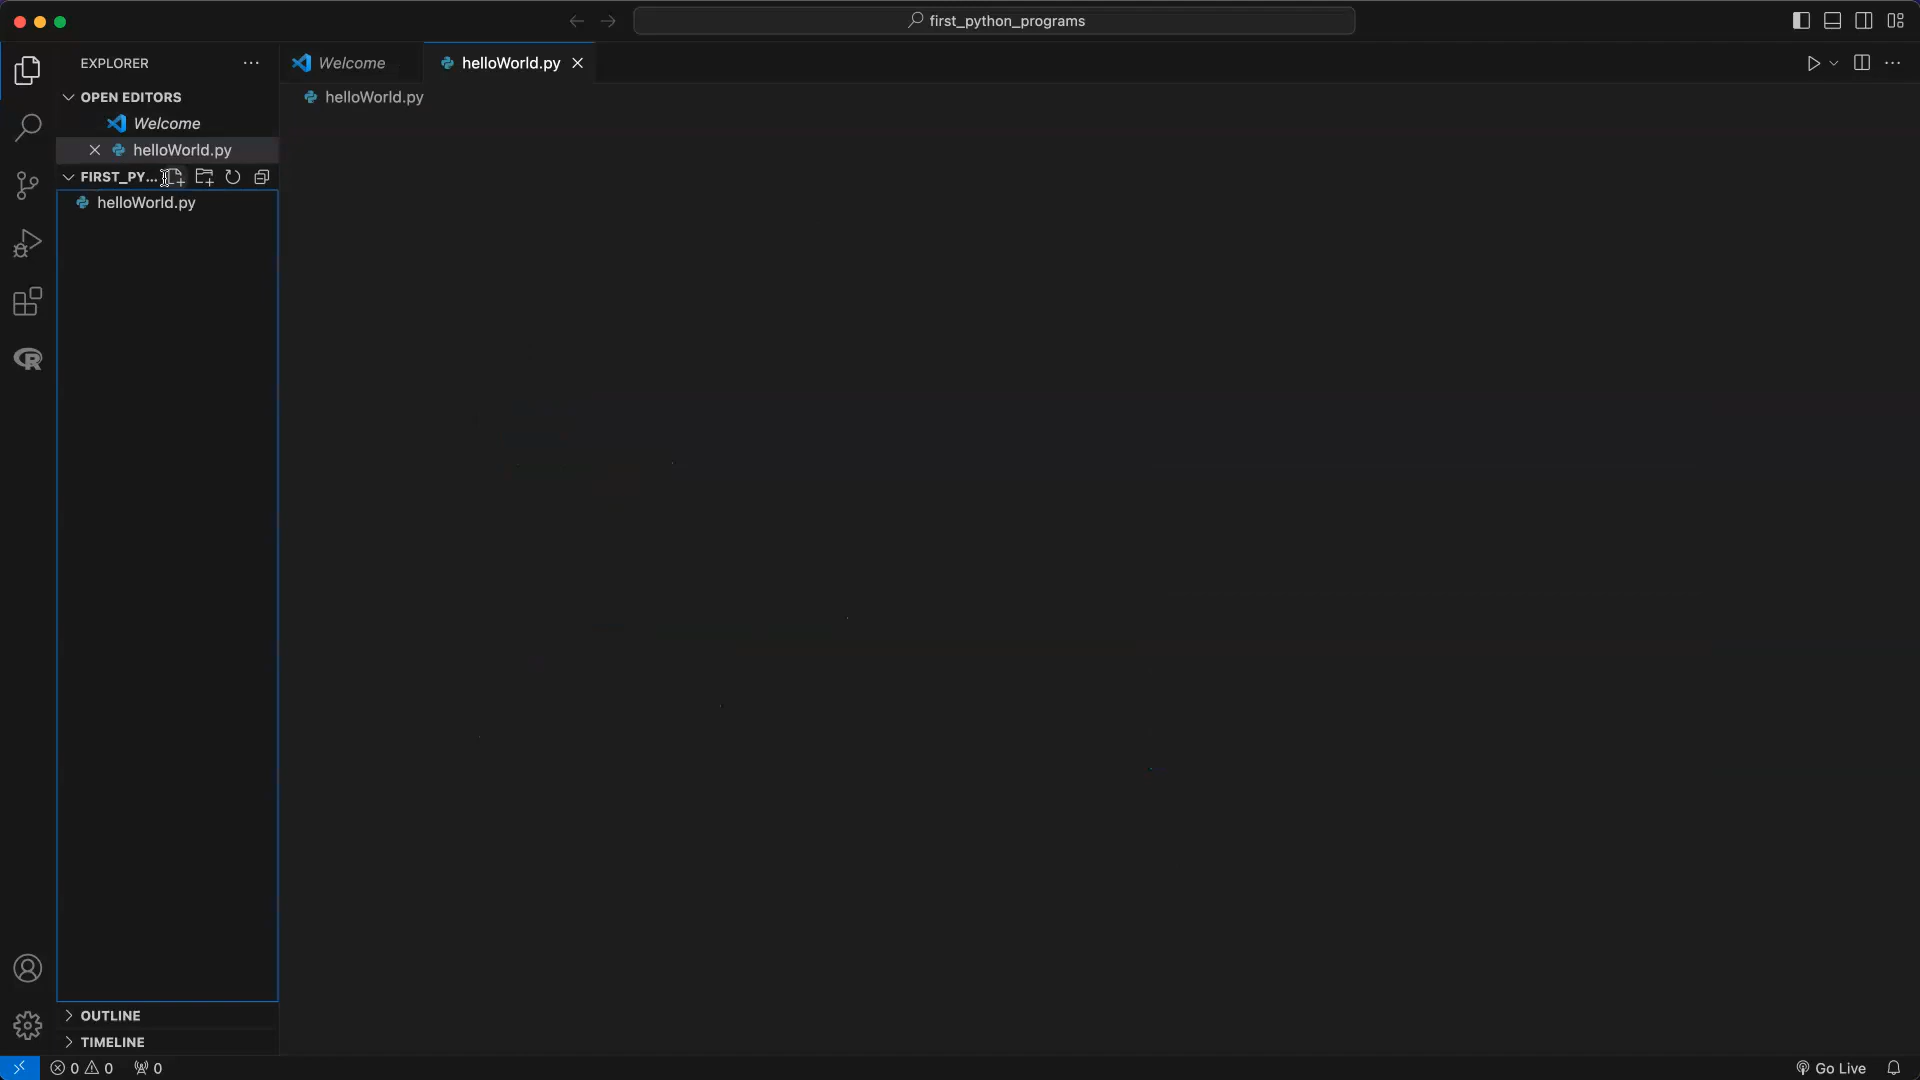 first_python_programs
EXPLORER
Welcome
helloWorld.py
OPEN EDITORS
helloWorld.py
Welcome
helloWorld.py
FIRST_PY...
helloWorld.py
OUTLINE
TIMELINE
0 0 0
Go Live